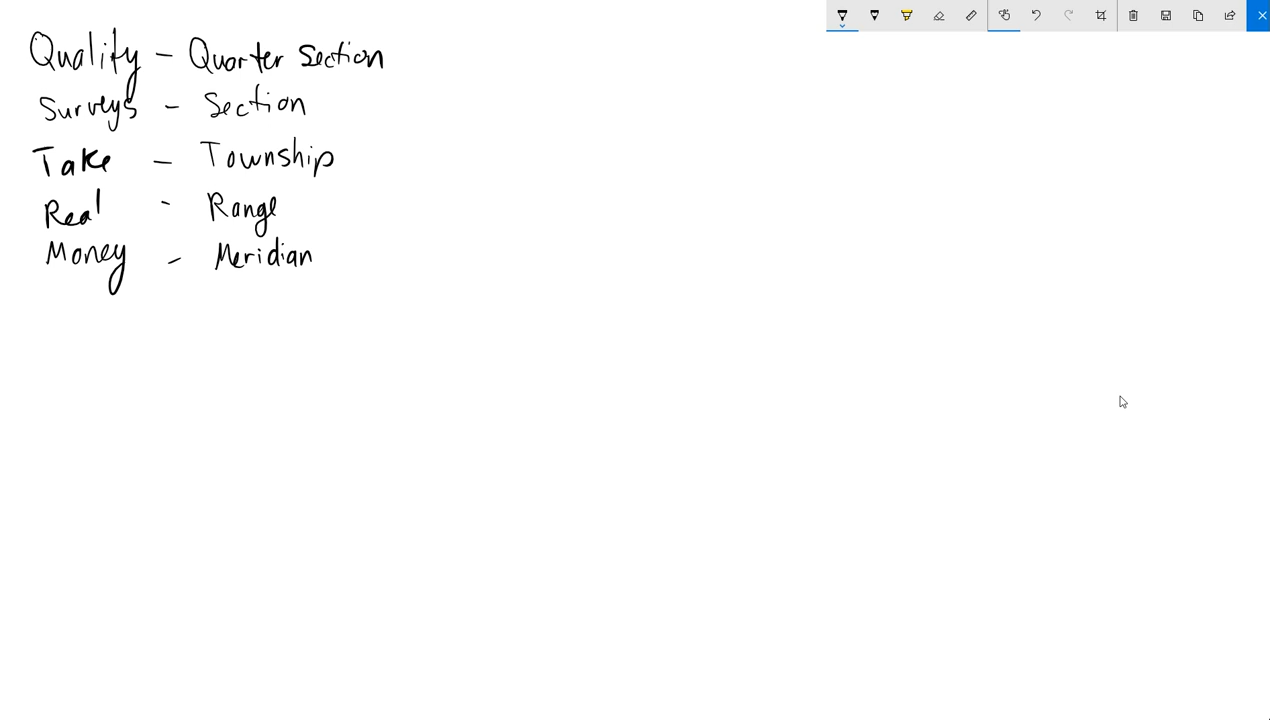 Quality - Quarter Section
Surveys - Section
Take - Township
Real - Range
Money - Meridian